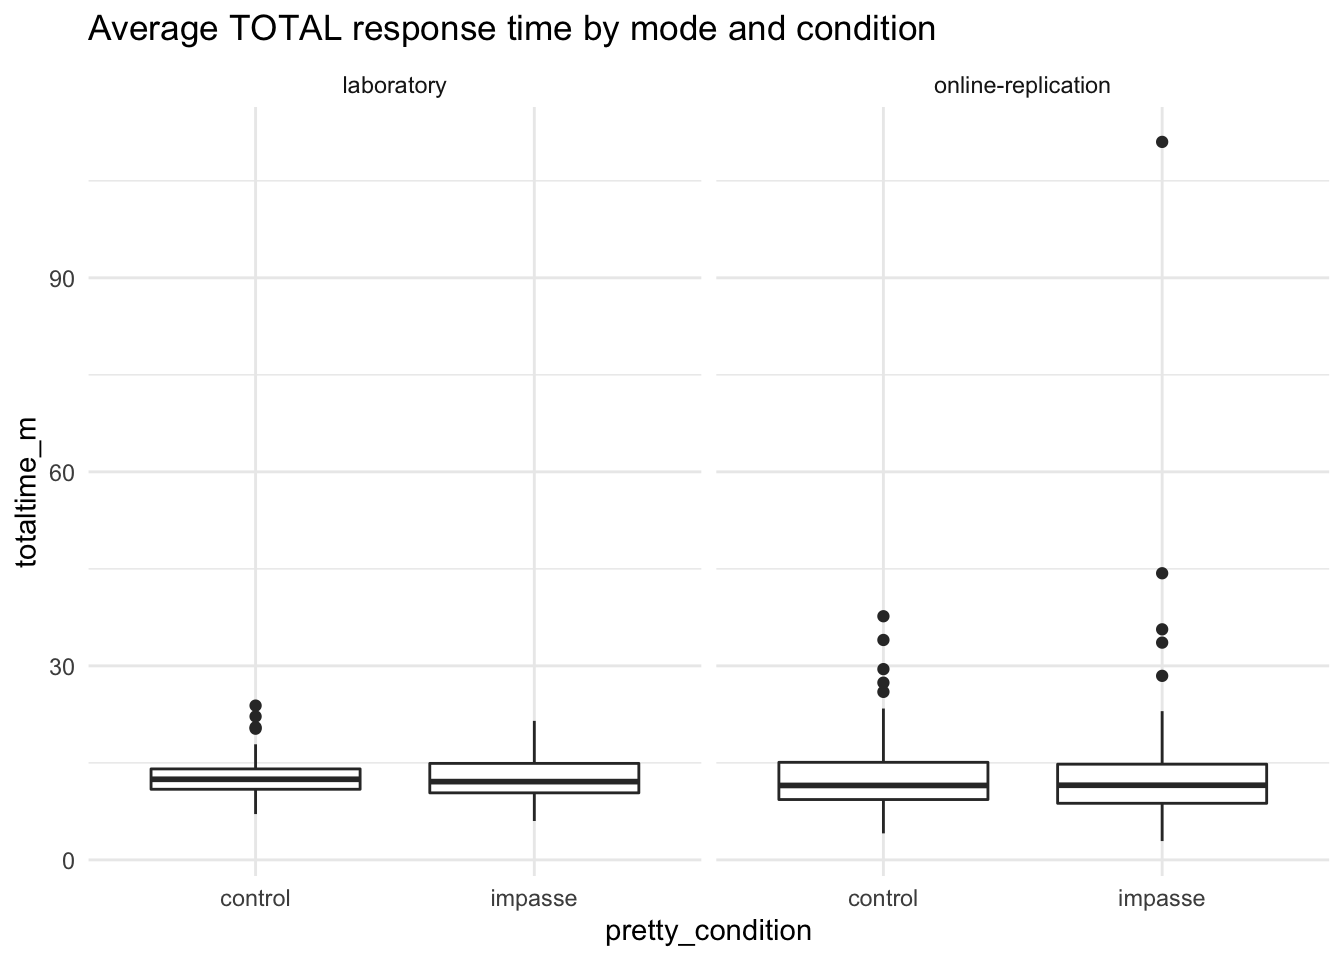 Average TOTAL response time by mode and condition
laboratory
online-replication
90
60
30
0
totaltime_m
control
impasse
control
impasse
pretty_condition